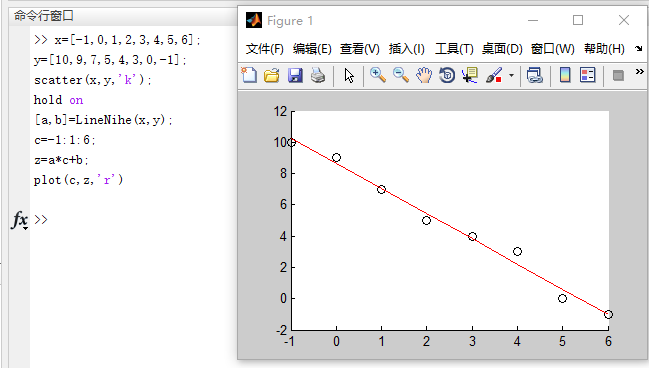 命令行窗口
>> x=[-1,0,1,2,3,4,5,6];
y=[10,9,7,5,4,3,0,-1];
scatter(x,y,'k');
hold on
[a,b]=LineNihe(x,y);
c=-1:1:6;
z=a*c+b;
plot(c,z,'r')
fx >>
Figure 1
文件(F) 编辑(E) 查看(V) 插入(I) 工具(T) 桌面(D) 窗口(W) 帮助(H)
12
10
8
6
4
2
0
-2
-1 0 1 2 3 4 5 6